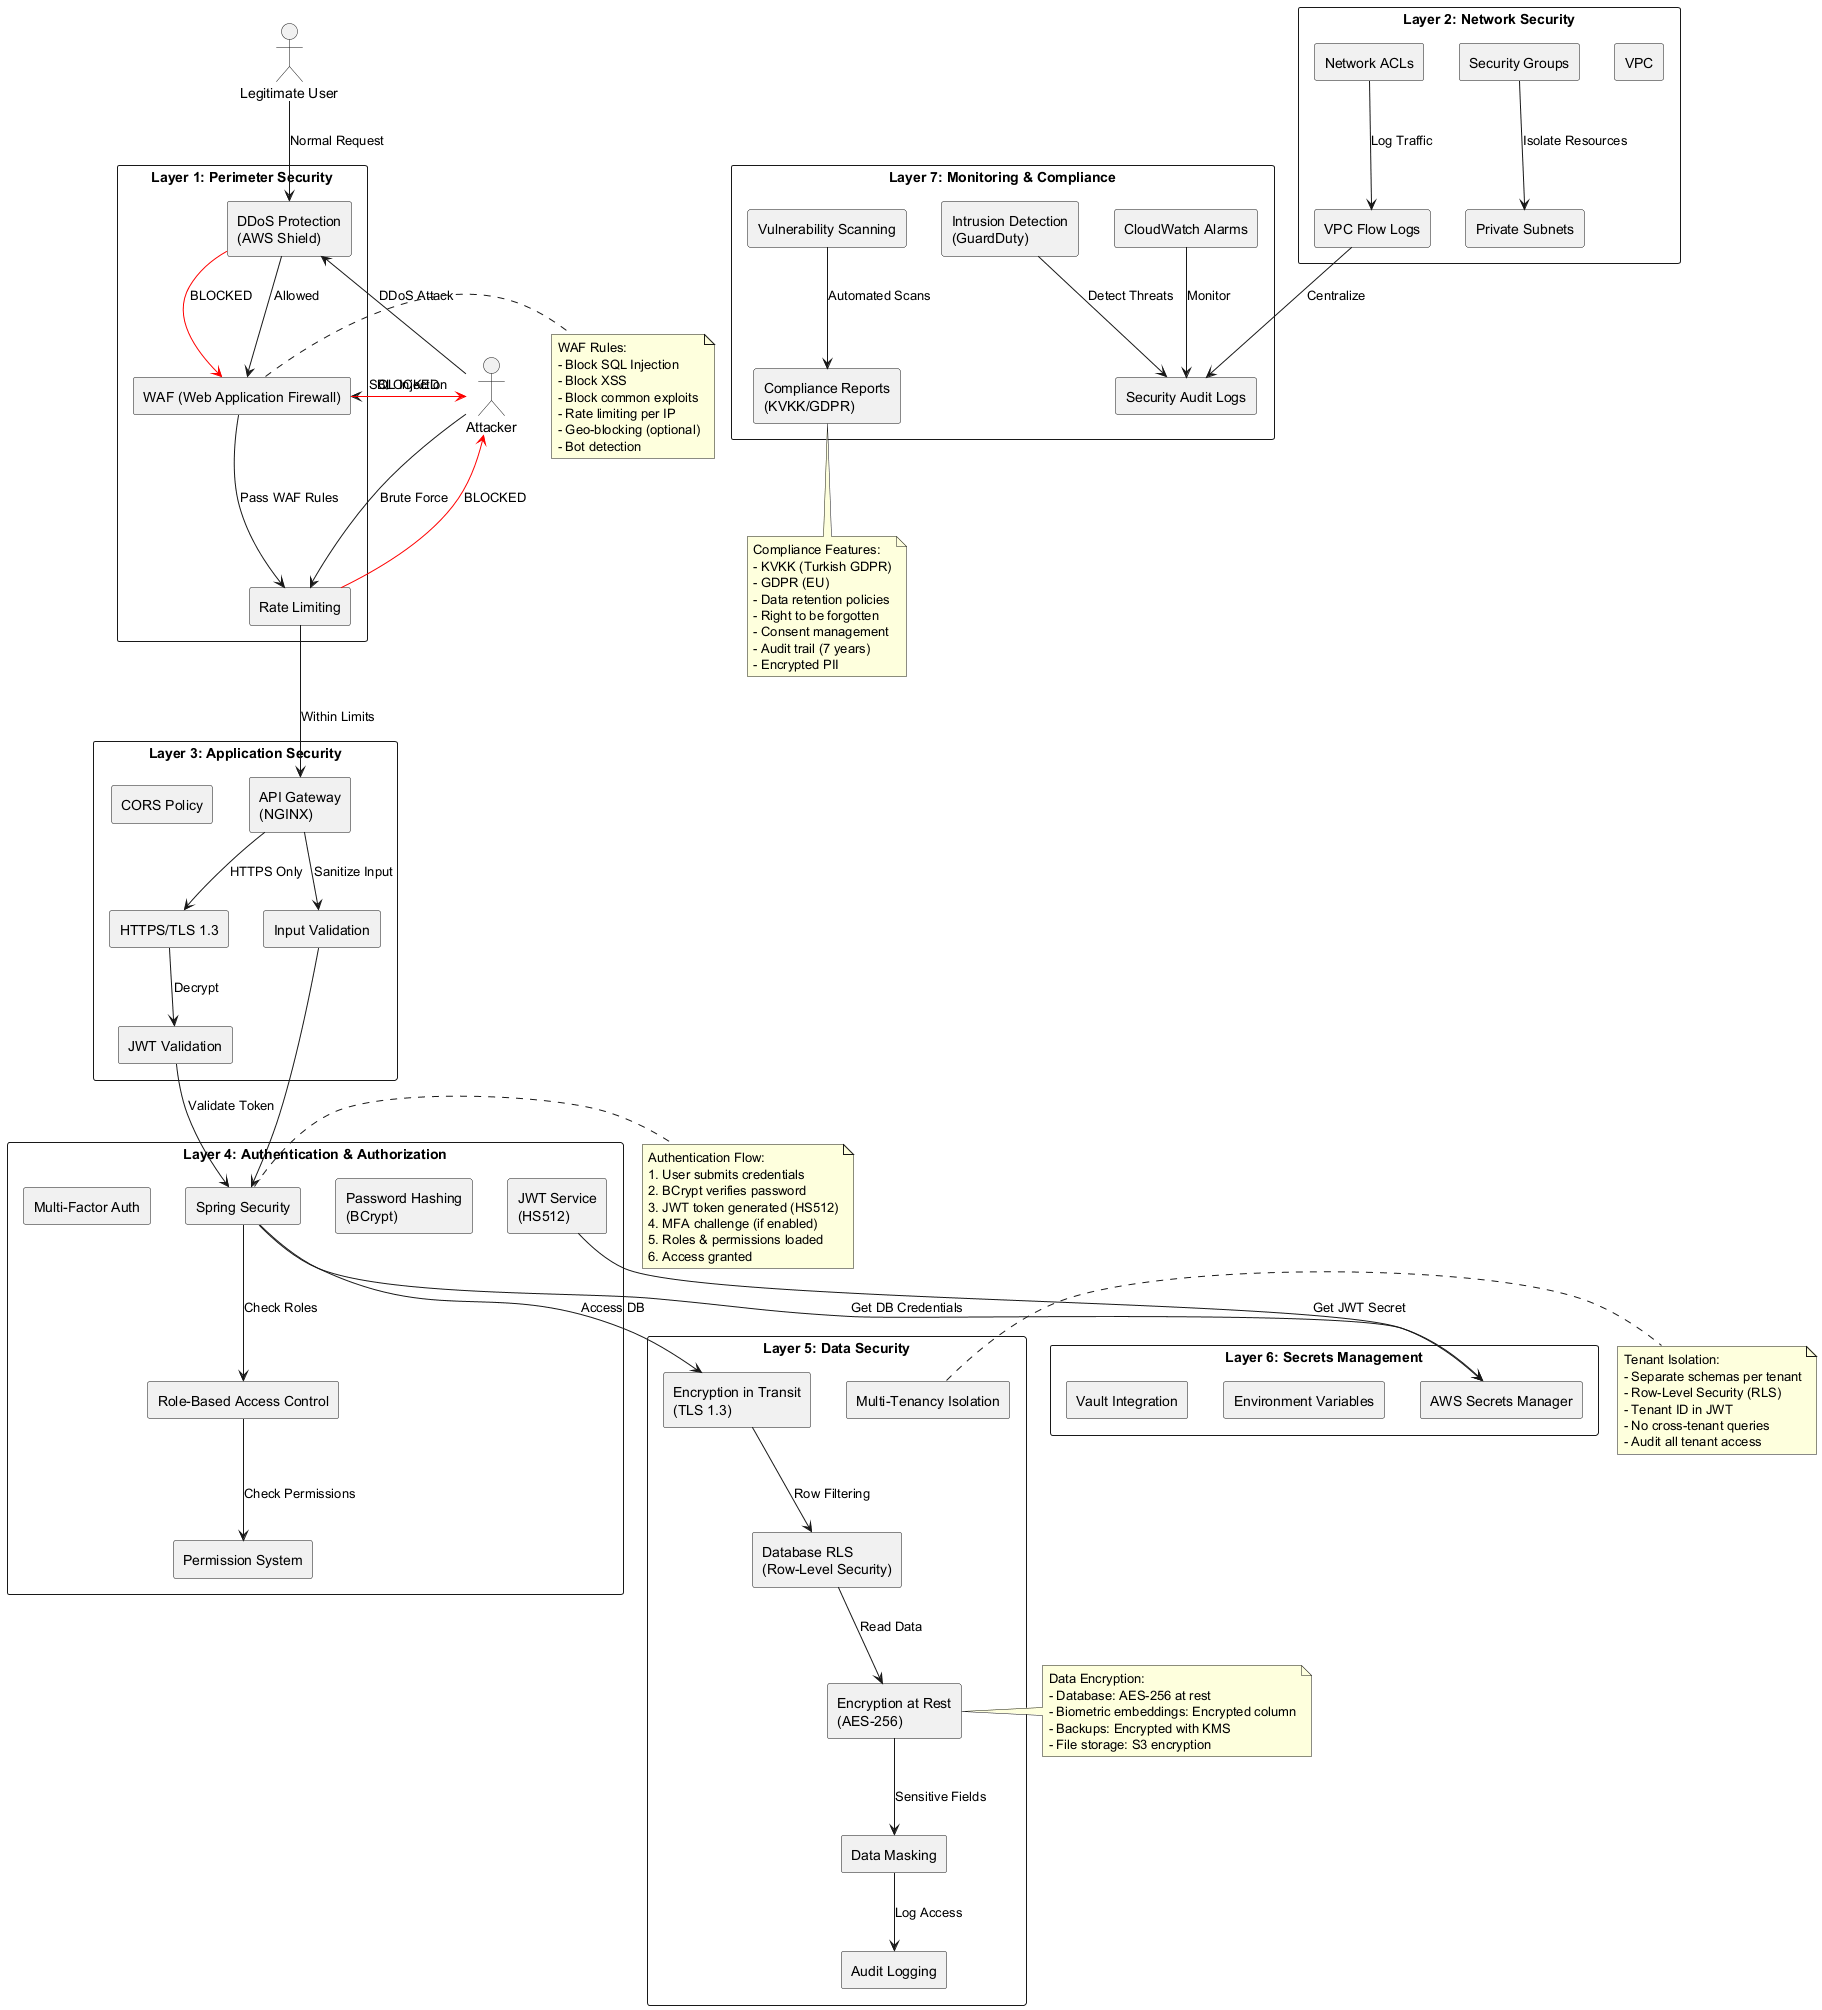 Legitimate User
Normal Request
Layer 1: Perimeter Security
DDoS Protection
(AWS Shield)
BLOCKED
Allowed
DDoS Attack
WAF (Web Application Firewall)
SQL Injection
BLOCKED
Attacker
WAF Rules:
- Block SQL Injection
- Block XSS
- Block common exploits
- Rate limiting per IP
- Geo-blocking (optional)
- Bot detection
Pass WAF Rules
Brute Force
BLOCKED
Rate Limiting
Within Limits
Layer 7: Monitoring & Compliance
Vulnerability Scanning
Intrusion Detection
(GuardDuty)
CloudWatch Alarms
Automated Scans
Detect Threats
Monitor
Compliance Reports
(KVKK/GDPR)
Security Audit Logs
Compliance Features:
- KVKK (Turkish GDPR)
- GDPR (EU)
- Data retention policies
- Right to be forgotten
- Consent management
- Audit trail (7 years)
- Encrypted PII
Layer 2: Network Security
Network ACLs
Security Groups
VPC
Log Traffic
Isolate Resources
VPC Flow Logs
Private Subnets
Centralize
Layer 3: Application Security
CORS Policy
API Gateway
(NGINX)
HTTPS Only
Sanitize Input
HTTPS/TLS 1.3
Input Validation
Decrypt
JWT Validation
Validate Token
Layer 4: Authentication & Authorization
Multi-Factor Auth
Spring Security
Password Hashing
(BCrypt)
JWT Service
(HS512)
Authentication Flow:
1. User submits credentials
2. BCrypt verifies password
3. JWT token generated (HS512)
4. MFA challenge (if enabled)
5. Roles & permissions loaded
6. Access granted
Check Roles
Access DB
Get DB Credentials
Get JWT Secret
Role-Based Access Control
Check Permissions
Permission System
Layer 5: Data Security
Encryption in Transit
(TLS 1.3)
Multi-Tenancy Isolation
Row Filtering
Database RLS
(Row-Level Security)
Read Data
Encryption at Rest
(AES-256)
Sensitive Fields
Data Masking
Log Access
Audit Logging
Layer 6: Secrets Management
Vault Integration
Environment Variables
AWS Secrets Manager
Tenant Isolation:
- Separate schemas per tenant
- Row-Level Security (RLS)
- Tenant ID in JWT
- No cross-tenant queries
- Audit all tenant access
Data Encryption:
- Database: AES-256 at rest
- Biometric embeddings: Encrypted column
- Backups: Encrypted with KMS
- File storage: S3 encryption